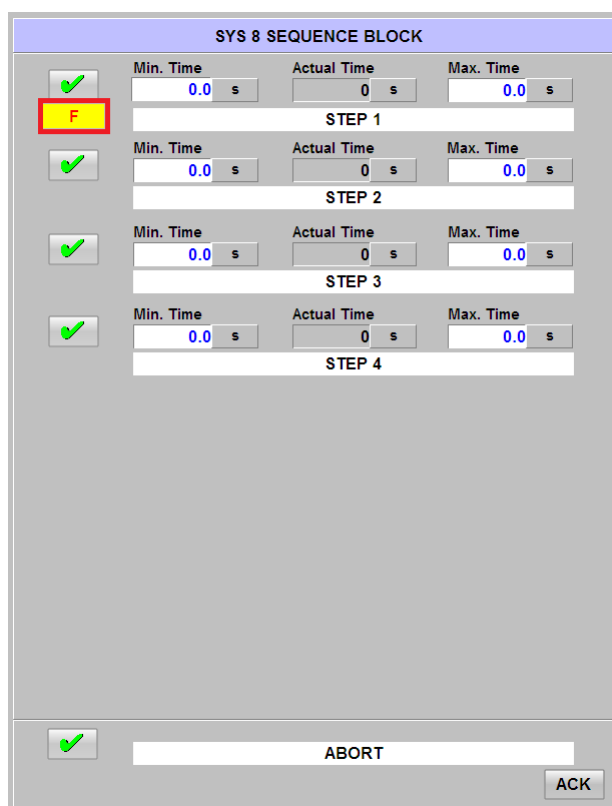 SYS 8 SEQUENCE BLOCK
Min. Time Actual Time Max. Time
0.0 s 0 s 0.0 s
F STEP 1
Min. Time Actual Time Max. Time
0.0 s 0 s 0.0 s
STEP 2
Min. Time Actual Time Max. Time
0.0 s 0 s 0.0 s
STEP 3
Min. Time Actual Time Max. Time
0.0 s 0 s 0.0 s
STEP 4
ABORT
ACK